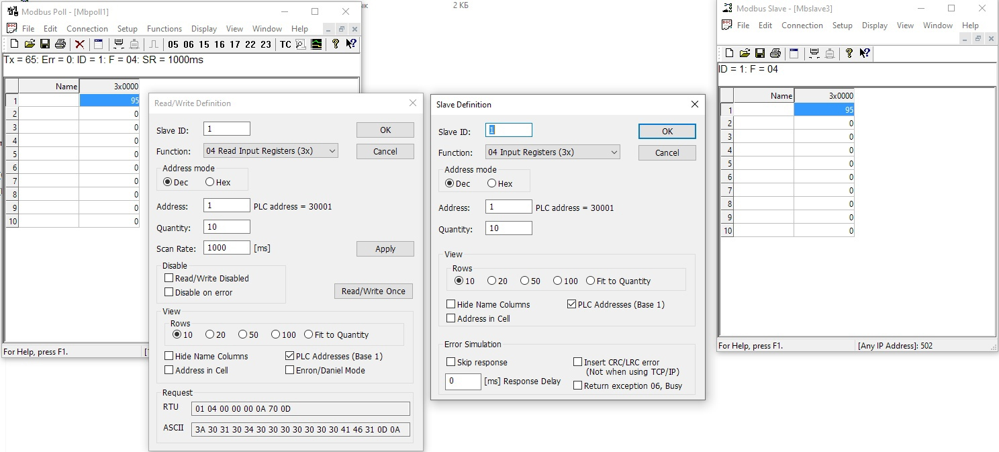 ык 2 КБ
Modbus Poll - [Mbpoll1]
File Edit Connection Setup Functions Display View Window Help
05 06 15 16 17 22 23 TC
Tx = 65: Err = 0: ID = 1: F = 04: SR = 1000ms
Name 3x0000
1 95
2 0
3 0
4 0
5 0
6 0
7 0
8 0
9 0
10 0
For Help, press F1.
Read/Write Definition
Slave ID: 1 OK
Function: 04 Read Input Registers (3x) Cancel
Address mode
Dec Hex
Address: 1 PLC address = 30001
Quantity: 10
Scan Rate: 1000 [ms] Apply
Disable
Read/Write Disabled
Disable on error
Read/Write Once
View
Rows
10 20 50 100 Fit to Quantity
Hide Name Columns PLC Addresses (Base 1)
Address in Cell Enron/Daniel Mode
Request
RTU 01 04 00 00 00 0A 70 0D
ASCII 3A 30 31 30 34 30 30 30 30 30 30 30 41 46 31 0D 0A
Slave Definition
Slave ID: 1 OK
Function: 04 Input Registers (3x) Cancel
Address mode
Dec Hex
Address: 1 PLC address = 30001
Quantity: 10
View
Rows
10 20 50 100 Fit to Quantity
Hide Name Columns PLC Addresses (Base 1)
Address in Cell
Error Simulation
Skip response Insert CRC/LRC error
(Not when using TCP/IP)
0 [ms] Response Delay
Return exception 06, Busy
Modbus Slave - [Mbslave3]
File Edit Connection Setup Display View Window Help
ID = 1: F = 04
Name 3x0000
1 95
2 0
3 0
4 0
5 0
6 0
7 0
8 0
9 0
10 0
For Help, press F1. [Any IP Address]: 502